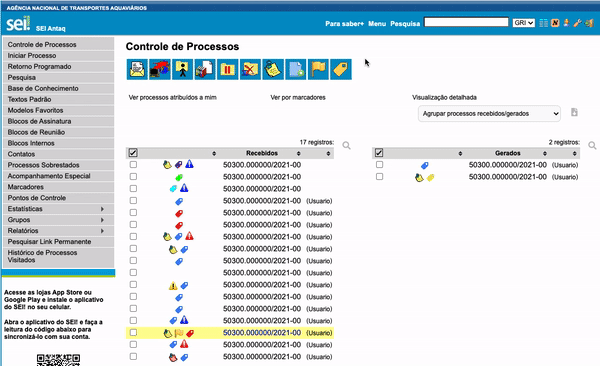 AGÊNCIA NACIONAL DE TRANSPORTES AQUAVIÁRIOS
sei!
SEI Antaq
Para saber+ Menu Pesquisa
GRI
Controle de Processos
Iniciar Processo
Retorno Programado
Pesquisa
Base de Conhecimento
Textos Padrão
Modelos Favoritos
Blocos de Assinatura
Blocos de Reunião
Blocos Internos
Contatos
Processos Sobrestados
Acompanhamento Especial
Marcadores
Pontos de Controle
Estatísticas
Grupos
Relatórios
Pesquisar Link Permanente
Histórico de Processos
Visitados
Acesse as lojas App Store ou
Google Play e instale o aplicativo
do SEI! no seu celular.
Abra o aplicativo do SEI! e faça a
leitura do código abaixo para
sincronizá-lo com sua conta.
Controle de Processos
Ver processos atribuídos a mim
Ver por marcadores
Visualização detalhada
Agrupar processos recebidos/gerados
17 registros:
Recebidos
50300.000000/2021-00
50300.000000/2021-00
50300.000000/2021-00
50300.000000/2021-00 (Usuario)
50300.000000/2021-00 (Usuario)
50300.000000/2021-00 (Usuario)
50300.000000/2021-00 (Usuario)
50300.000000/2021-00 (Usuario)
50300.000000/2021-00 (Usuario)
50300.000000/2021-00
50300.000000/2021-00 (Usuario)
50300.000000/2021-00 (Usuario)
50300.000000/2021-00 (Usuario)
50300.000000/2021-00 (Usuario)
50300.000000/2021-00 (Usuario)
50300.000000/2021-00 (Usuario)
50300.000000/2021-00 (Usuario)
2 registros:
Gerados
50300.000000/2021-00 (Usuario)
50300.000000/2021-00 (Usuario)